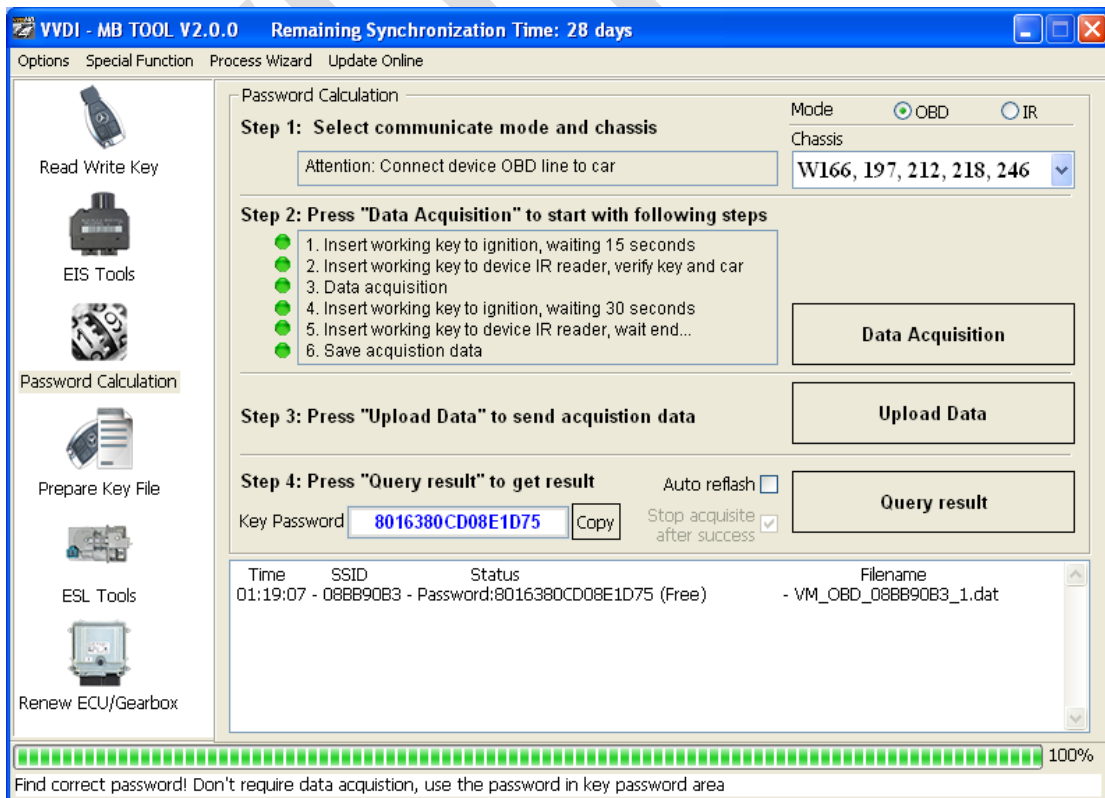 VVDI - MB TOOL V2.0.0 Remaining Synchronization Time: 28 days
Options Special Function Process Wizard Update Online
Read Write Key
EIS Tools
Password Calculation
Prepare Key File
ESL Tools
Renew ECU/Gearbox
Password Calculation
Step 1: Select communicate mode and chassis
Attention: Connect device OBD line to car
Mode OBD IR
Chassis
W166, 197, 212, 218, 246
Step 2: Press "Data Acquisition" to start with following steps
1. Insert working key to ignition, waiting 15 seconds
2. Insert working key to device IR reader, verify key and car
3. Data acquisition
4. Insert working key to ignition, waiting 30 seconds
5. Insert working key to device IR reader, wait end...
6. Save acquistion data
Data Acquisition
Step 3: Press "Upload Data" to send acquistion data
Upload Data
Step 4: Press "Query result" to get result
Auto reflash
Key Password 8016380CD08E1D75 Copy
Stop acquisite
after success
Query result
Time SSID Status Filename
01:19:07 - 08BB90B3 - Password:8016380CD08E1D75 (Free) - VM_OBD_08BB90B3_1.dat
100%
Find correct password! Don't require data acquistion, use the password in key password area